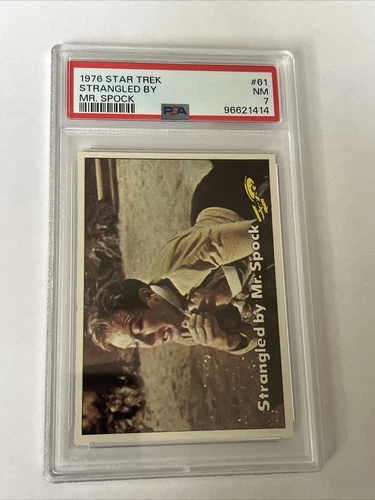 1976 STAR TREK #61
STRANGLED BY NM
MR. SPOCK PSA 7
96621414
Strangled by Mr. Spock